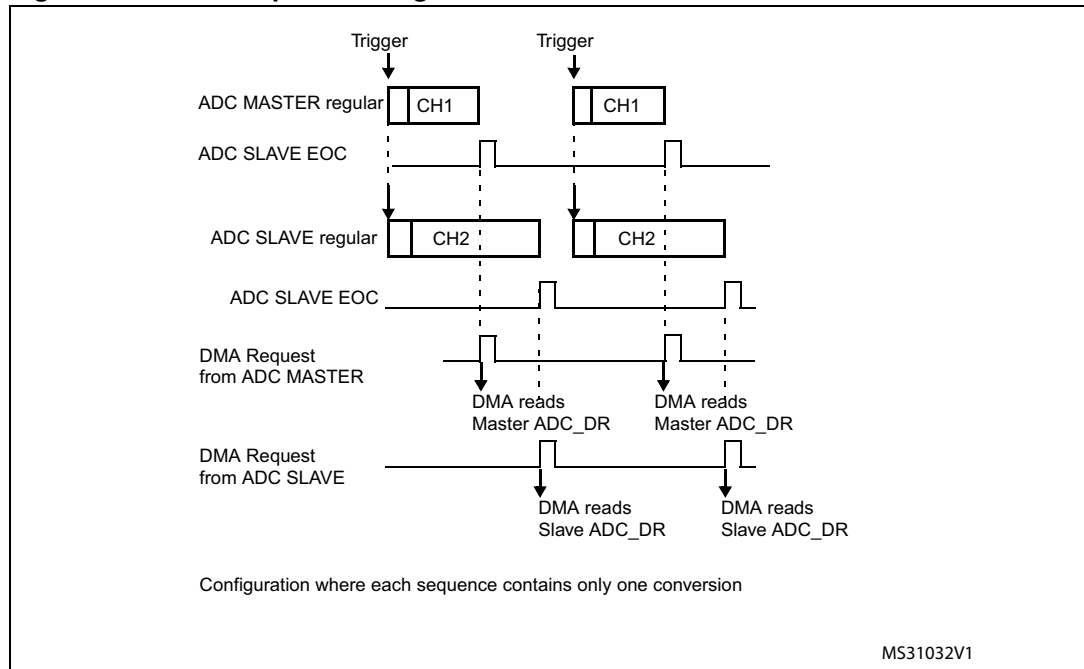 Trigger Trigger
ADC MASTER regular CH1 CH1
ADC SLAVE EOC
ADC SLAVE regular CH2 CH2
ADC SLAVE EOC
DMA Request
from ADC MASTER
DMA reads
Master ADC_DR
DMA reads
Master ADC_DR
DMA Request
from ADC SLAVE
DMA reads
Slave ADC_DR
DMA reads
Slave ADC_DR
Configuration where each sequence contains only one conversion
MS31032V1